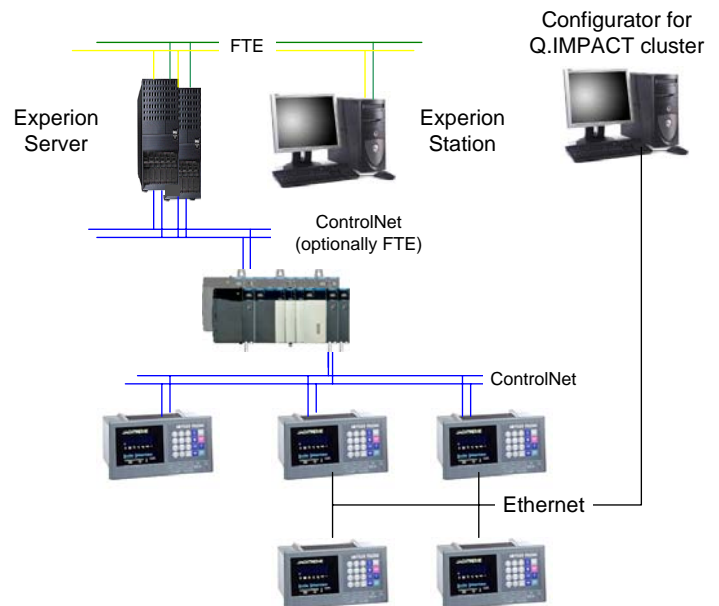 Configurator for
Q.IMPACT cluster
FTE
Experion
Server
Experion
Station
ControlNet
(optionally FTE)
ControlNet
Ethernet